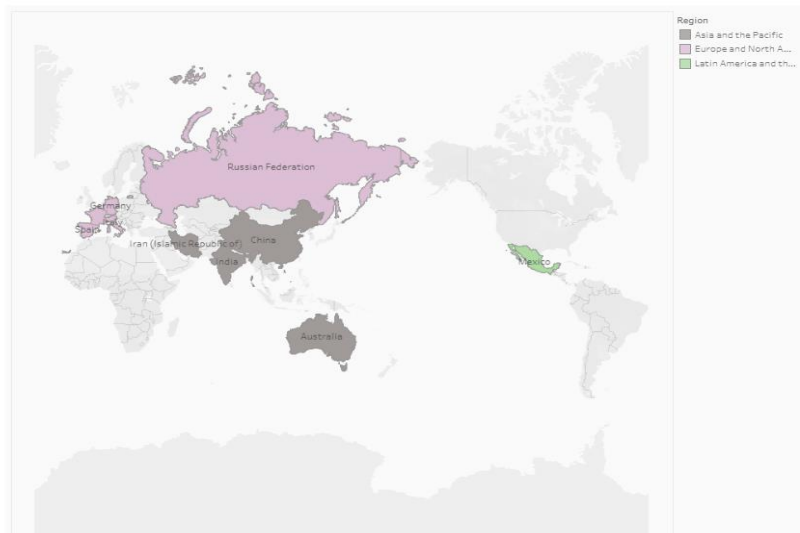 Region
Asia and the Pacific
Europe and North A...
Latin America and th...
Russian Federation
Germany
Spain
Iran (Islamic Republic of)
China
India
Mexico
Australia